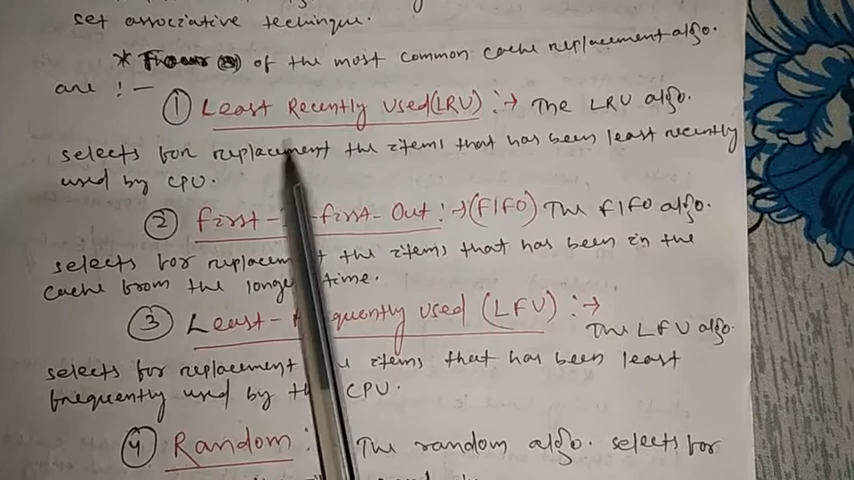 set associative technique.
* Four of the most common cache replacement algo.
are : -
① Least Recently Used(LRU) :→ The LRU algo.
selects for replacement the items that has been least recently
used by CPU.
② First - - First - Out : → (FIFO) The FIFO algo.
selects for replacement the items that has been in the
cache from the longest time.
③ Least - Frequently Used (LFU) : →
The LFU algo.
selects for replacement items that has been least
frequently used by the CPU.
④ Random : The random algo. selects for